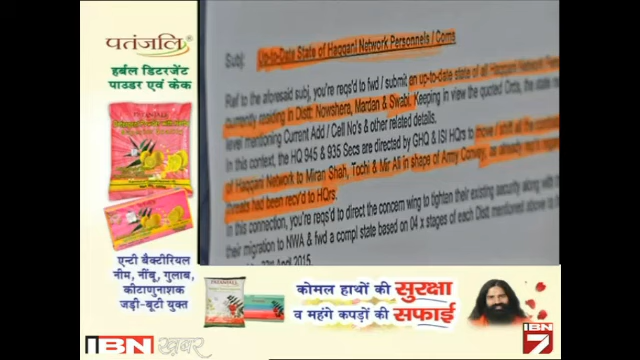 पतंजलि®
हर्बल डिटरजेंट
पाउडर एवं केक
एन्टी बैक्टीरियल
नीम, नींबू, गुलाब,
कीटाणुनाशक
जड़ी-बूटी युक्त
IBN खबर
Subj: Up-to-Date State of Haqqani Network Personnels / Coms
Ref to the aforesaid subj, you're reqs'd to fwd / submit an up-to-date state of all Haqqani Network
currently residing in Distt: Nowshera, Mardan & Swabi. Keeping in view the quoted the state
level mentioning Current Add / Cell No's & other related details.
In this context, the HQ 945 & 935 Secs are directed by GHQ & ISI HQrs to move / shift all the
of Haqqani Network to Miran Shah, Tochi & Mir Ali in shape of Army Convey, as already
threats had been recv'd to HQrs.
In this connection, you're reqs'd to direct the concern wing to tighten their existing security along with
their migration to NWA & fwd a compl state based on 04 x stages of each Distt mentioned above
April 2015
कोमल हाथों की सुरक्षा
व महंगे कपड़ों की सफाई
IBN
7